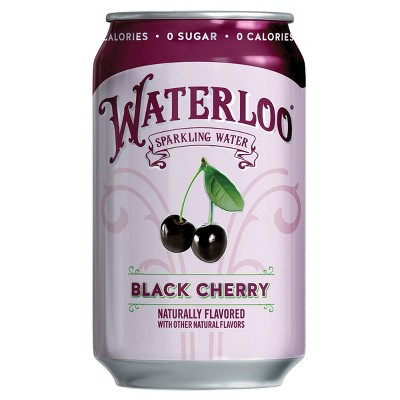 CALORIES • 0 SUGAR • 0 CALORIES
WATERLOO®
SPARKLING WATER
BLACK CHERRY
NATURALLY FLAVORED
WITH OTHER NATURAL FLAVORS